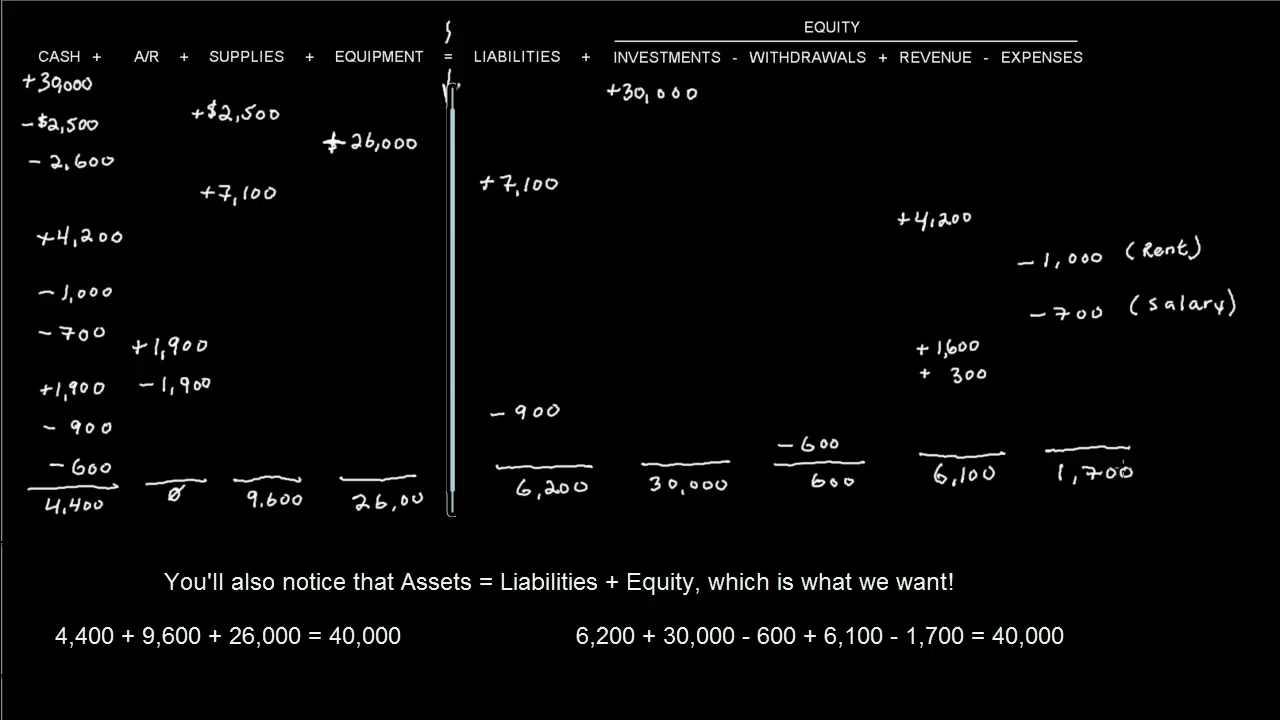 EQUITY
CASH + A/R + SUPPLIES + EQUIPMENT = LIABILITIES + INVESTMENTS - WITHDRAWALS + REVENUE - EXPENSES
+30,000 +30,000
+$2,500
-$2,500
+26,000
-2,600
+7,100 +7,100
+4,200
+4,200
-1,000 (Rent)
-1,000
-700 (Salary)
-700
+1,900 +1,600
+300
+1,900 -1,900
-900
-900
-600
-600
4,400 0 9,600 26,00 6,200 30,000 600 6,100 1,700
You'll also notice that Assets = Liabilities + Equity, which is what we want!
4,400 + 9,600 + 26,000 = 40,000 6,200 + 30,000 - 600 + 6,100 - 1,700 = 40,000